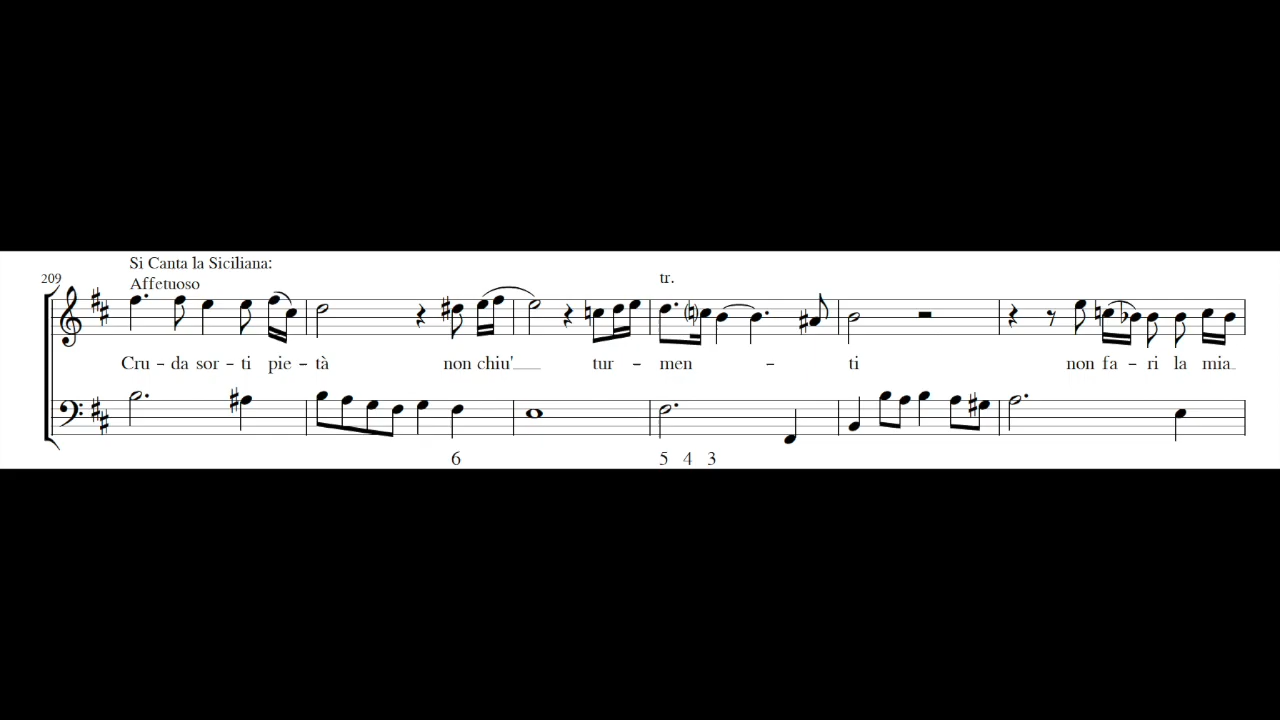 Si Canta la Siciliana:
209
Affetuoso
tr.
Cru - da sor - ti pie - tà non chiu' tur - men - ti non fa - ri la mia
6 5 4 3